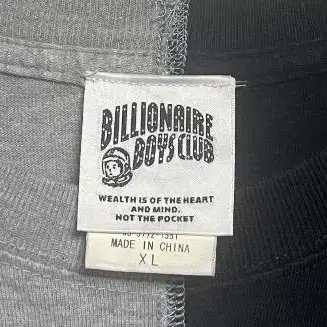 BILLIONAIRE
BOYS CLUB
WEALTH IS OF THE HEART
AND MIND.
NOT THE POCKET
MADE IN CHINA
XL